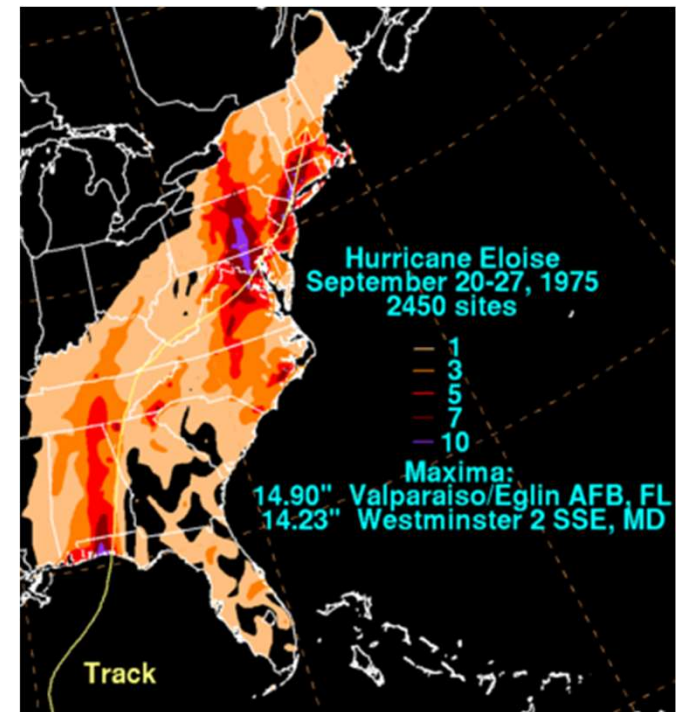 Hurricane Eloise
September 20-27, 1975
2450 sites
1
3
5
7
10
Maxima:
14.90" Valparaiso/Eglin AFB, FL
14.23" Westminster 2 SSE, MD
Track